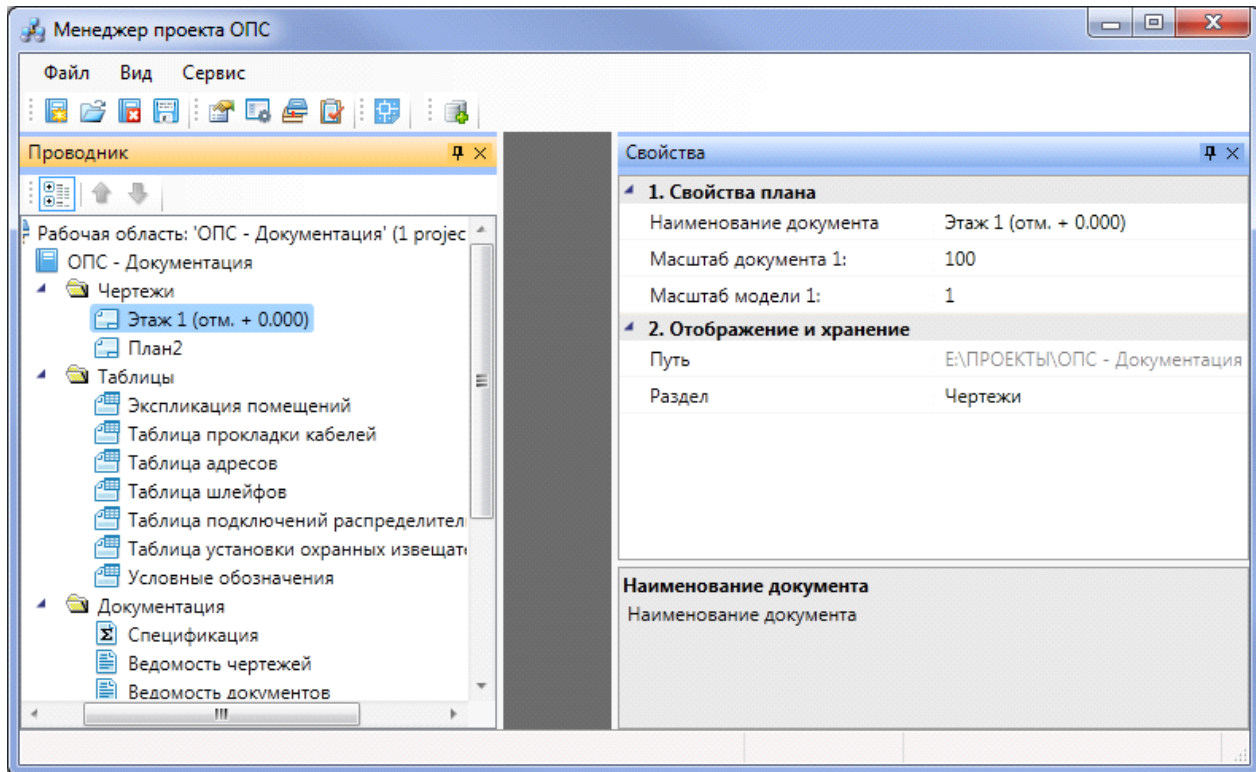 Менеджер проекта ОПС
Файл Вид Сервис
Проводник
Рабочая область: 'ОПС - Документация' (1 projec
ОПС - Документация
Чертежи
Этаж 1 (отм. + 0.000)
План2
Таблицы
Экспликация помещений
Таблица прокладки кабелей
Таблица адресов
Таблица шлейфов
Таблица подключений распределител
Таблица установки охранных извещат
Условные обозначения
Документация
Спецификация
Ведомость чертежей
Ведомость документов
Свойства
1. Свойства плана
Наименование документа Этаж 1 (отм. + 0.000)
Масштаб документа 1: 100
Масштаб модели 1: 1
2. Отображение и хранение
Путь E:\ПРОЕКТЫ\ОПС - Документация
Раздел Чертежи
Наименование документа
Наименование документа